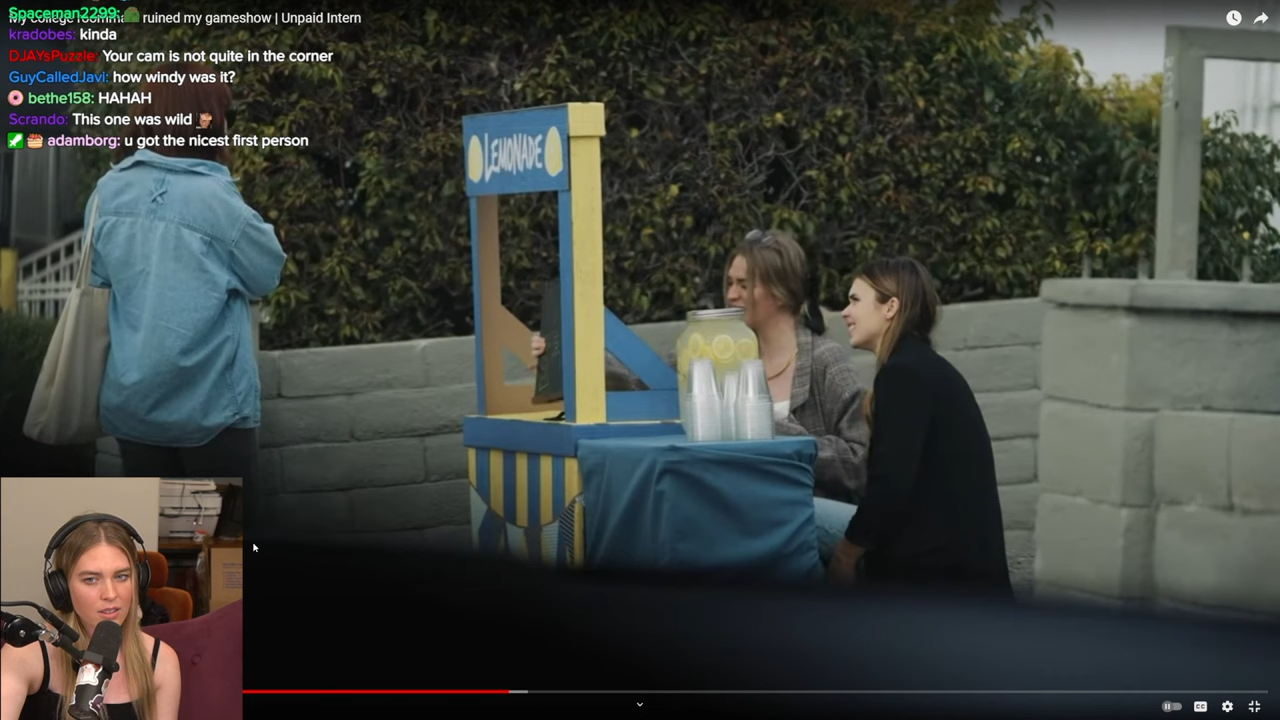 Spaceman2299:
ruined my gameshow | Unpaid Intern
kradobes: kinda
DJAYsPuzzle: Your cam is not quite in the corner
GuyCalledJavi: how windy was it?
bethe158: HAHAH
Scrando: This one was wild
adamborg: u got the nicest first person
LEMONADE
CC